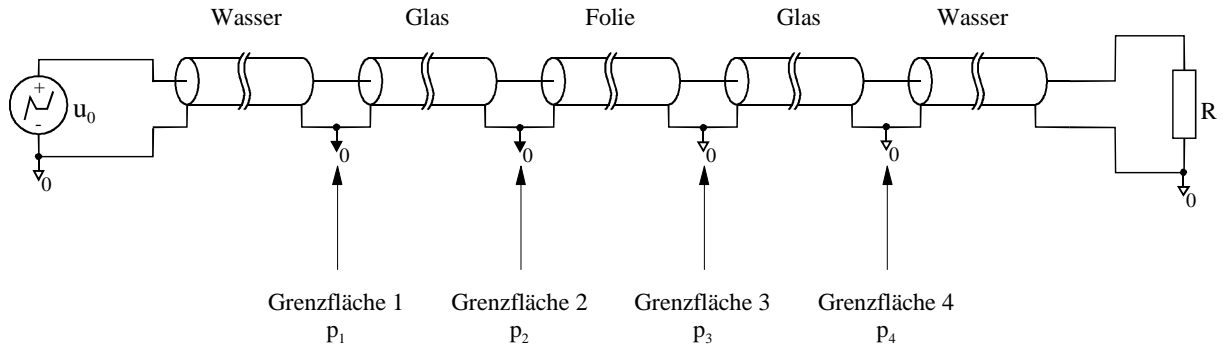 Wasser Glas Folie Glas Wasser
+
-
u₀
R
0 0 0 0 0 0
Grenzfläche 1 Grenzfläche 2 Grenzfläche 3 Grenzfläche 4
p₁ p₂ p₃ p₄